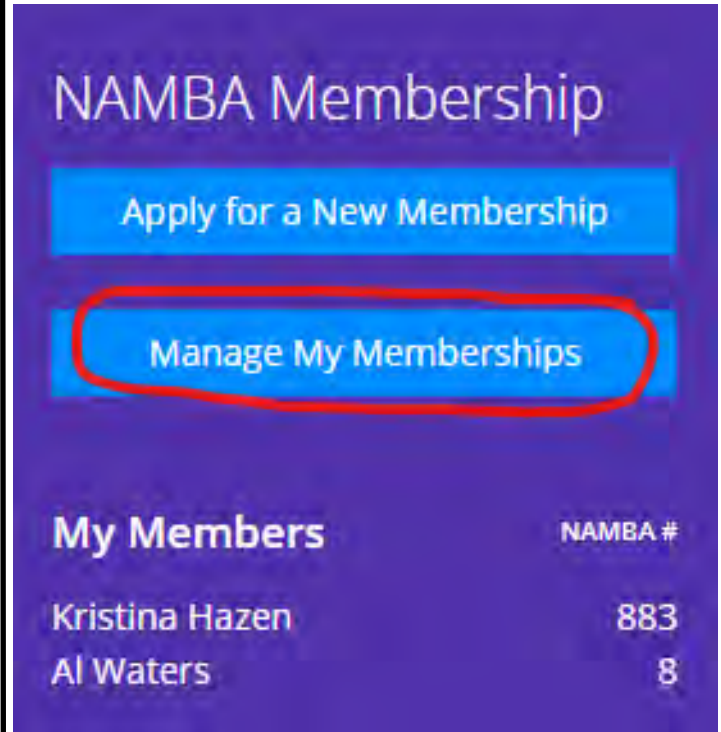 NAMBA Membership
Apply for a New Membership
Manage My Memberships
My Members NAMBA #
Kristina Hazen 883
Al Waters 8